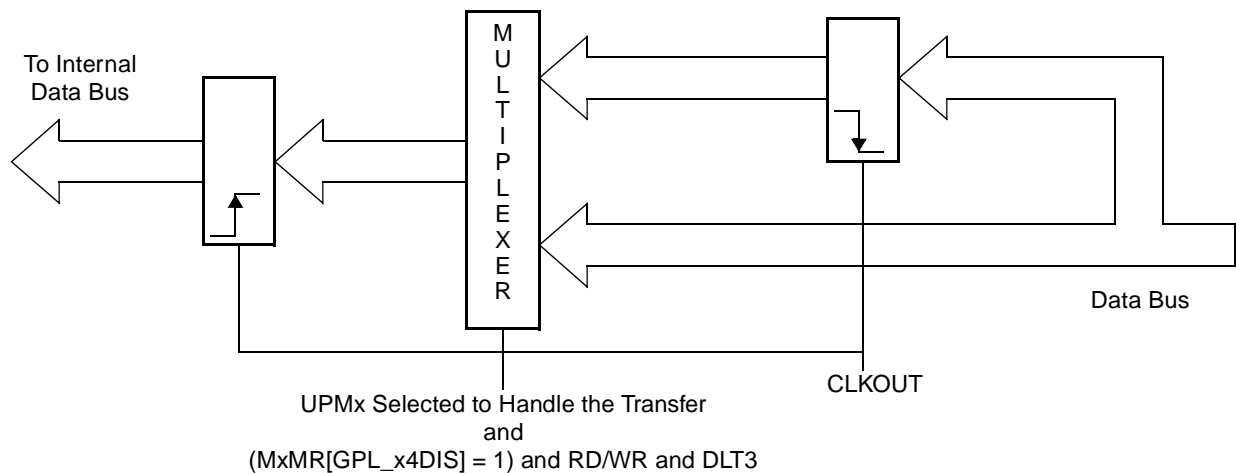 To Internal
Data Bus
MULTIPLEXER
Data Bus
CLKOUT
UPMx Selected to Handle the Transfer
and
(MxMR[GPL_x4DIS] = 1) and RD/WR and DLT3